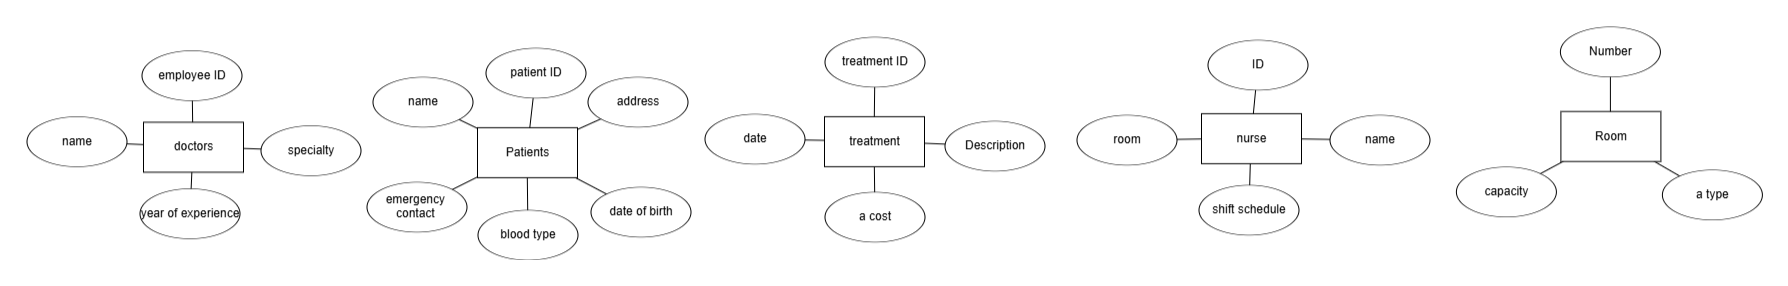 employee ID
name
doctors
specialty
year of experience
patient ID
name
address
Patients
emergency
contact
date of birth
blood type
treatment ID
date
treatment
Description
a cost
ID
room
nurse
name
shift schedule
Number
Room
capacity
a type